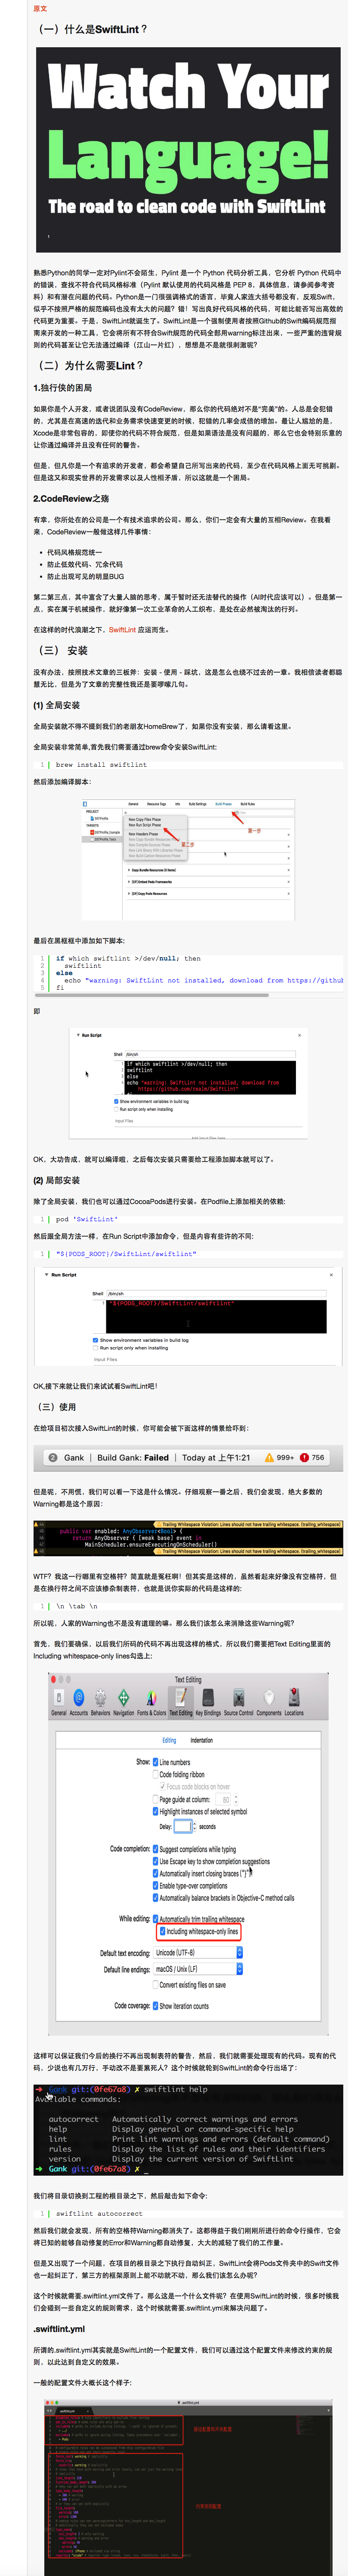 原文
（一）什么是SwiftLint？
Watch Your
Language!
The road to clean code with SwiftLint
熟悉Python的同学一定对PyLint不会陌生，Pylint 是一个 Python 代码分析工具，它分析 Python 代码中
的错误，查找不符合代码风格标准（Pylint 默认使用的代码风格是 PEP 8，具体信息，请参阅参考资
料）和有潜在问题的代码。Python是一门很强调格式的语言，毕竟人家连大括号都没有，反观Swift，
似乎不按照严格的规范编码也没有太大的问题？错！写出良好代码风格的代码，可能比能否写出高效的
代码更为重要。于是，SwiftLint就诞生了。SwiftLint是一个强制使用者按照Github的Swift编码规范指
南来开发的一种工具，它会将所有不符合Swift规范的代码全部用warning标注出来，一些严重的违背规
则的代码甚至让它无法通过编译（江山一片红），想想是不是就很刺激呢？
（二）为什么需要Lint？
1.独行侠的困局
如果你是个人开发，或者说团队没有CodeReview，那么你的代码绝对不是“完美”的。人总是会犯错
的，尤其是在高速的迭代和业务需求快速变更的时候，犯错的几率会成倍的增加。最让人尴尬的是，
Xcode是非常包容的，即使你的代码不符合规范，但是如果语法是没有问题的，那么它也会特别乐意的
让你通过编译并且没有任何的警告。
但是，但凡你是一个有追求的开发者，都会希望自己所写出来的代码，至少在代码风格上面无可挑剔。
但是这又和现实世界的开发需求以及人性相矛盾，所以这就是一个困局。
2.CodeReview之殇
有幸，你所处在的公司是一个有技术追求的公司。那么，你们一定会有大量的互相Review。在我看
来，CodeReview一般做这样几件事情：
代码风格规范统一
防止低效代码、冗余代码
防止出现可见的明显BUG
第二第三点，其中富含了大量人脑的思考，属于暂时还无法替代的操作（AI时代应该可以）。但是第一
点，实在属于机械操作，就好像第一次工业革命的人工织布，是处在必然被淘汰的行列。
在这样的时代浪潮之下，SwiftLint 应运而生。
（三） 安装
没有办法，按照技术文章的三板斧：安装 - 使用 - 踩坑，这是怎么也绕不过去的一章。我相信读者都聪
慧无比，但是为了文章的完整性我还是要啰嗦几句。
(1) 全局安装
全局安装就不得不提到我们的老朋友HomeBrew了，如果你没有安装，那么请看这里。
全局安装非常简单,首先我们需要通过brew命令安装SwiftLint:
1 brew install swiftlint
然后添加编译脚本：
General Resource Tags Info Build Settings Build Phases Build Rules
PROJECT
TARGETS
New Copy Files Phase
New Run Script Phase
New Headers Phase
第一步
第二步
最后在黑框框中添加如下脚本:
1 if which swiftlint >/dev/null; then
2 swiftlint
3 else
4 echo "warning: SwiftLint not installed, download from https://github
5 fi
即
Run Script
Shell /bin/sh
if which swiftlint >/dev/null; then
swiftlint
else
echo "warning: SwiftLint not installed, download from
https://github.com/realm/SwiftLint"
Show environment variables in build log
Run script only when installing
Input Files
OK，大功告成，就可以编译啦，之后每次安装只需要给工程添加脚本就可以了。
(2) 局部安装
除了全局安装，我们也可以通过CocoaPods进行安装。在Podfile上添加相关的依赖:
1 pod 'SwiftLint'
然后跟全局方法一样，在Run Script中添加命令，但是内容有些许的不同:
1 "${PODS_ROOT}/SwiftLint/swiftlint"
Run Script
Shell /bin/sh
1 "${PODS_ROOT}/SwiftLint/swiftlint"
Show environment variables in build log
Run script only when installing
Input Files
OK,接下来就让我们来试试看SwiftLint吧！
（三）使用
在给项目初次接入SwiftLint的时候，你可能会被下面这样的情景给吓到：
2 Gank | Build Gank: Failed | Today at 上午1:21 999+ 756
但是呢，不用慌，我们可以看一下这是什么情况。仔细观察一番之后，我们会发现，绝大多数的
Warning都是这个原因:
Trailing Whitespace Violation: Lines should not have trailing whitespace. (trailing_whitespace)
public var enabled: AnyObserver<Bool> {
return AnyObserver { [weak base] event in
MainScheduler.ensureExecutingOnScheduler()
Trailing Whitespace Violation: Lines should not have trailing whitespace. (trailing_whitespace)
WTF？我这一行哪里有空格符？简直就是冤枉啊！但其实是这样的，虽然看起来好像没有空格符，但
是在换行符之间不应该掺杂制表符，也就是说你实际的代码是这样的:
1 \n \tab \n
所以呢，人家的Warning也不是没有道理的嘛。那么我们该怎么来消除这些Warning呢?
首先，我们要确保，以后我们所码的代码不再出现这样的格式，所以我们需要把Text Editing里面的
Including whitespace-only lines勾选上:
Text Editing
General Accounts Behaviors Navigation Fonts & Colors Text Editing Key Bindings Source Control Components Locations
Editing Indentation
Show: Line numbers
Code folding ribbon
Focus code blocks on hover
Page guide at column: 80
Highlight instances of selected symbol
Delay: seconds
Code completion: Suggest completions while typing
Use Escape key to show completion suggestions
Automatically insert closing braces ("}")
Enable type-over completions
Automatically balance brackets in Objective-C method calls
While editing: Automatically trim trailing whitespace
Including whitespace-only lines
Default text encoding: Unicode (UTF-8)
Default line endings: macOS / Unix (LF)
Convert existing files on save
Code coverage: Show iteration counts
这样可以保证我们今后的换行不再出现制表符的警告，然后，我们就需要处理现有的代码。现有的代
码，少说也有几万行，手动改不是要累死人？这个时候就轮到SwiftLint的命令行出场了：
➜ Gank git:(0fe67a8) ✗ swiftlint help
Available commands:
autocorrect Automatically correct warnings and errors
help Display general or command-specific help
lint Print lint warnings and errors (default command)
rules Display the list of rules and their identifiers
version Display the current version of SwiftLint
➜ Gank git:(0fe67a8) ✗
我们将目录切换到工程的根目录之下，然后敲击如下命令:
1 swiftlint autocorrect
然后我们就会发现，所有的空格符Warning都消失了。这都得益于我们刚刚所进行的命令行操作，它会
将已知的能够自动修复的Error和Warning都自动修复，大大的减轻了我们的工作量。
但是又出现了一个问题，在项目的根目录之下执行自动纠正，SwiftLint会将Pods文件夹中的Swift文件
也一起纠正了，第三方的框架原则上能不动就不动，那么我们该怎么办呢？
这个时候就需要.swiftlint.yml文件了。那么这是一个什么文件呢？在使用SwiftLint的时候，很多时候我
们会碰到一些自定义的规则需求，这个时候就需要.swiftlint.yml来解决问题了。
.swiftlint.yml
所谓的.swiftlint.yml其实就是SwiftLint的一个配置文件，我们可以通过这个配置文件来修改约束的规
则，以此达到自定义的效果。
一般的配置文件大概长这个样子: